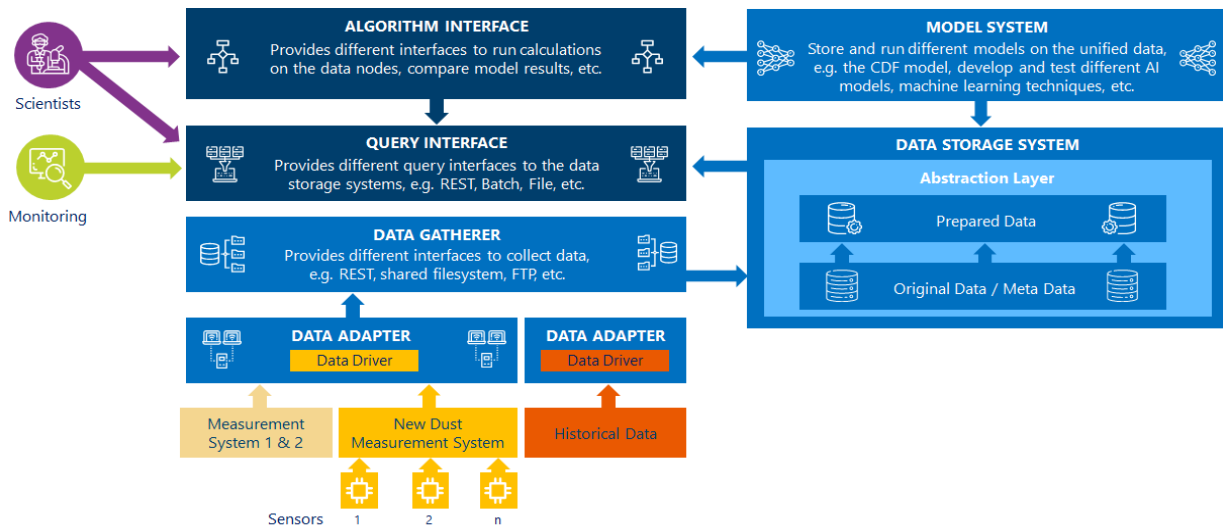 ALGORITHM INTERFACE
Provides different interfaces to run calculations
on the data nodes, compare model results, etc.
MODEL SYSTEM
Store and run different models on the unified data,
e.g. the CDF model, develop and test different AI
models, machine learning techniques, etc.
Scientists
QUERY INTERFACE
Provides different query interfaces to the data
storage systems, e.g. REST, Batch, File, etc.
Monitoring
DATA STORAGE SYSTEM
Abstraction Layer
Prepared Data
Original Data / Meta Data
DATA GATHERER
Provides different interfaces to collect data,
e.g. REST, shared filesystem, FTP, etc.
DATA ADAPTER
Data Driver
DATA ADAPTER
Data Driver
Measurement
System 1 & 2
New Dust
Measurement System
Historical Data
Sensors 1 2 n